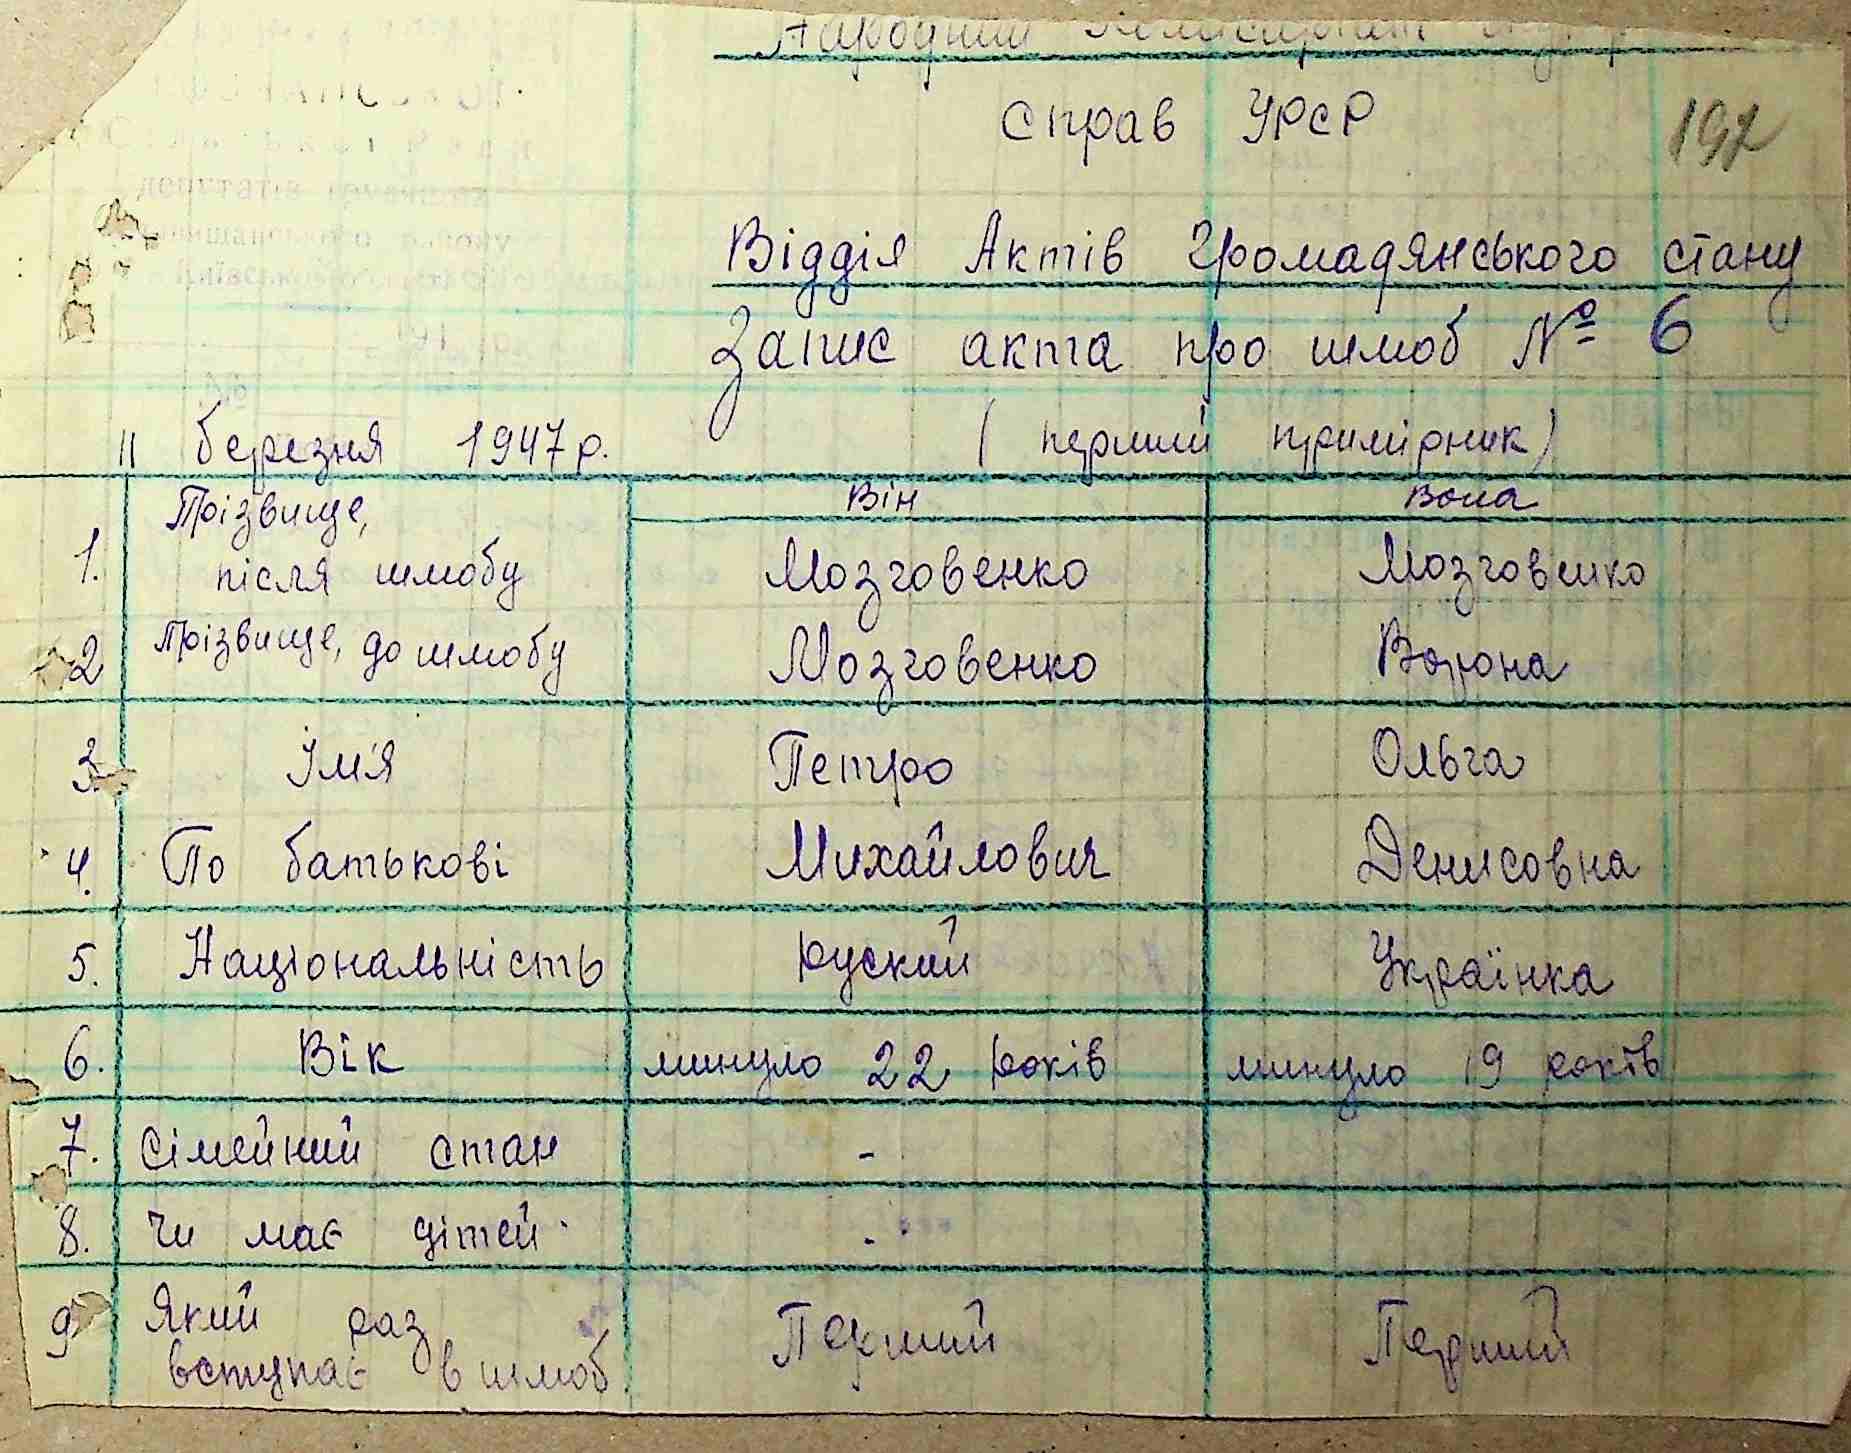 Народний Комісаріат
справ УРСР
197
Відділ Актів Громадянського стану
Запис акта про шлюб № 6
11 березня 1947 р. (перший примірник)
Він Вона
1. Прізвище, після шлюбу Мозговенко Мозговенко
2 Прізвище, до шлюбу Мозговенко Ворона
3. Ім'я Петро Ольга
4. По батькові Михайлович Денисовна
5. Національність руский Українка
6. Вік минуло 22 років минуло 19 років
7. Сімейний стан -
8. Чи має дітей -
9 Який раз вступає в шлюб Перший Перший